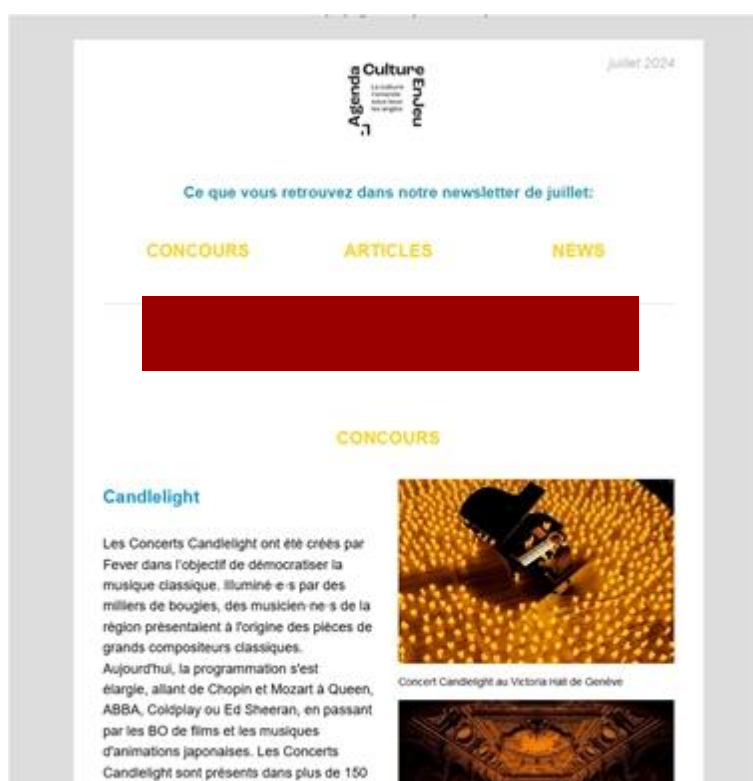 juillet 2024
Agenda
Culture
EnJeu
La culture
romande
sous tous
les angles
Ce que vous retrouvez dans notre newsletter de juillet:
CONCOURS
ARTICLES
NEWS
CONCOURS
Candlelight
Les Concerts Candlelight ont été créés par
Fever dans l'objectif de démocratiser la
musique classique. Illuminé·e·s par des
milliers de bougies, des musicien·ne·s de la
région présentaient à l'origine des pièces de
grands compositeurs classiques.
Aujourd'hui, la programmation s'est
élargie, allant de Chopin et Mozart à Queen,
ABBA, Coldplay ou Ed Sheeran, en passant
par les BO de films et les musiques
d'animations japonaises. Les Concerts
Candlelight sont présents dans plus de 150
Concert Candlelight au Victoria Hall de Genève